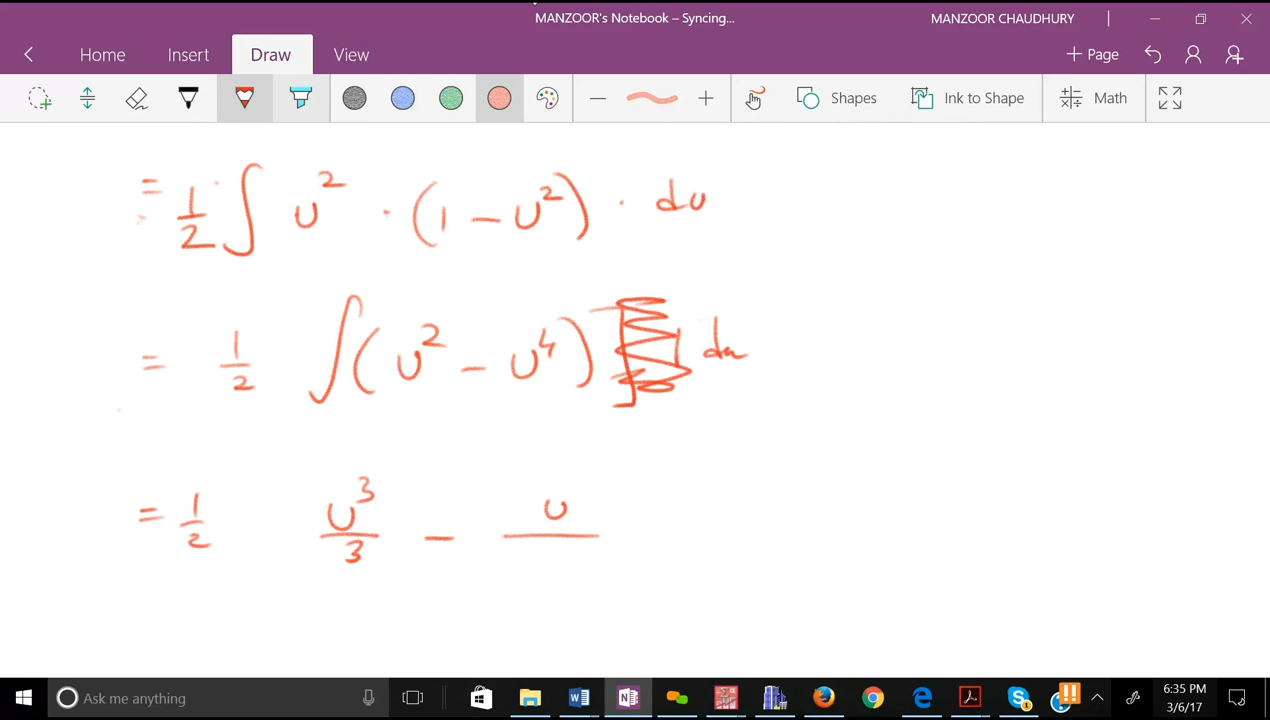 MANZOOR's Notebook – Syncing...
MANZOOR CHAUDHURY
Home Insert Draw View
Page
Shapes Ink to Shape Math
= 1/2 ∫ u² · (1 − u²) · du
= 1/2 ∫ (u² − u⁴) du
= 1/2 u³/3 − u
Ask me anything
6:35 PM
3/6/17